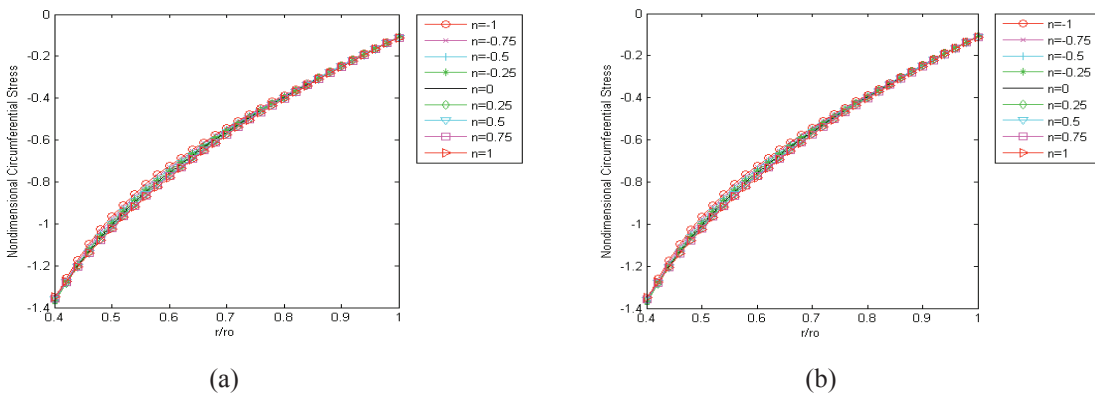 0
-0.2
-0.4
-0.6
-0.8
-1
-1.2
-1.4
Nondimensional Circumferential Stress
0.4 0.5 0.6 0.7 0.8 0.9 1
r/ro
n=-1
n=-0.75
n=-0.5
n=-0.25
n=0
n=0.25
n=0.5
n=0.75
n=1
(a)
0
-0.2
-0.4
-0.6
-0.8
-1
-1.2
-1.4
Nondimensional Circumferential Stress
0.4 0.5 0.6 0.7 0.8 0.9 1
r/ro
n=-1
n=-0.75
n=-0.5
n=-0.25
n=0
n=0.25
n=0.5
n=0.75
n=1
(b)